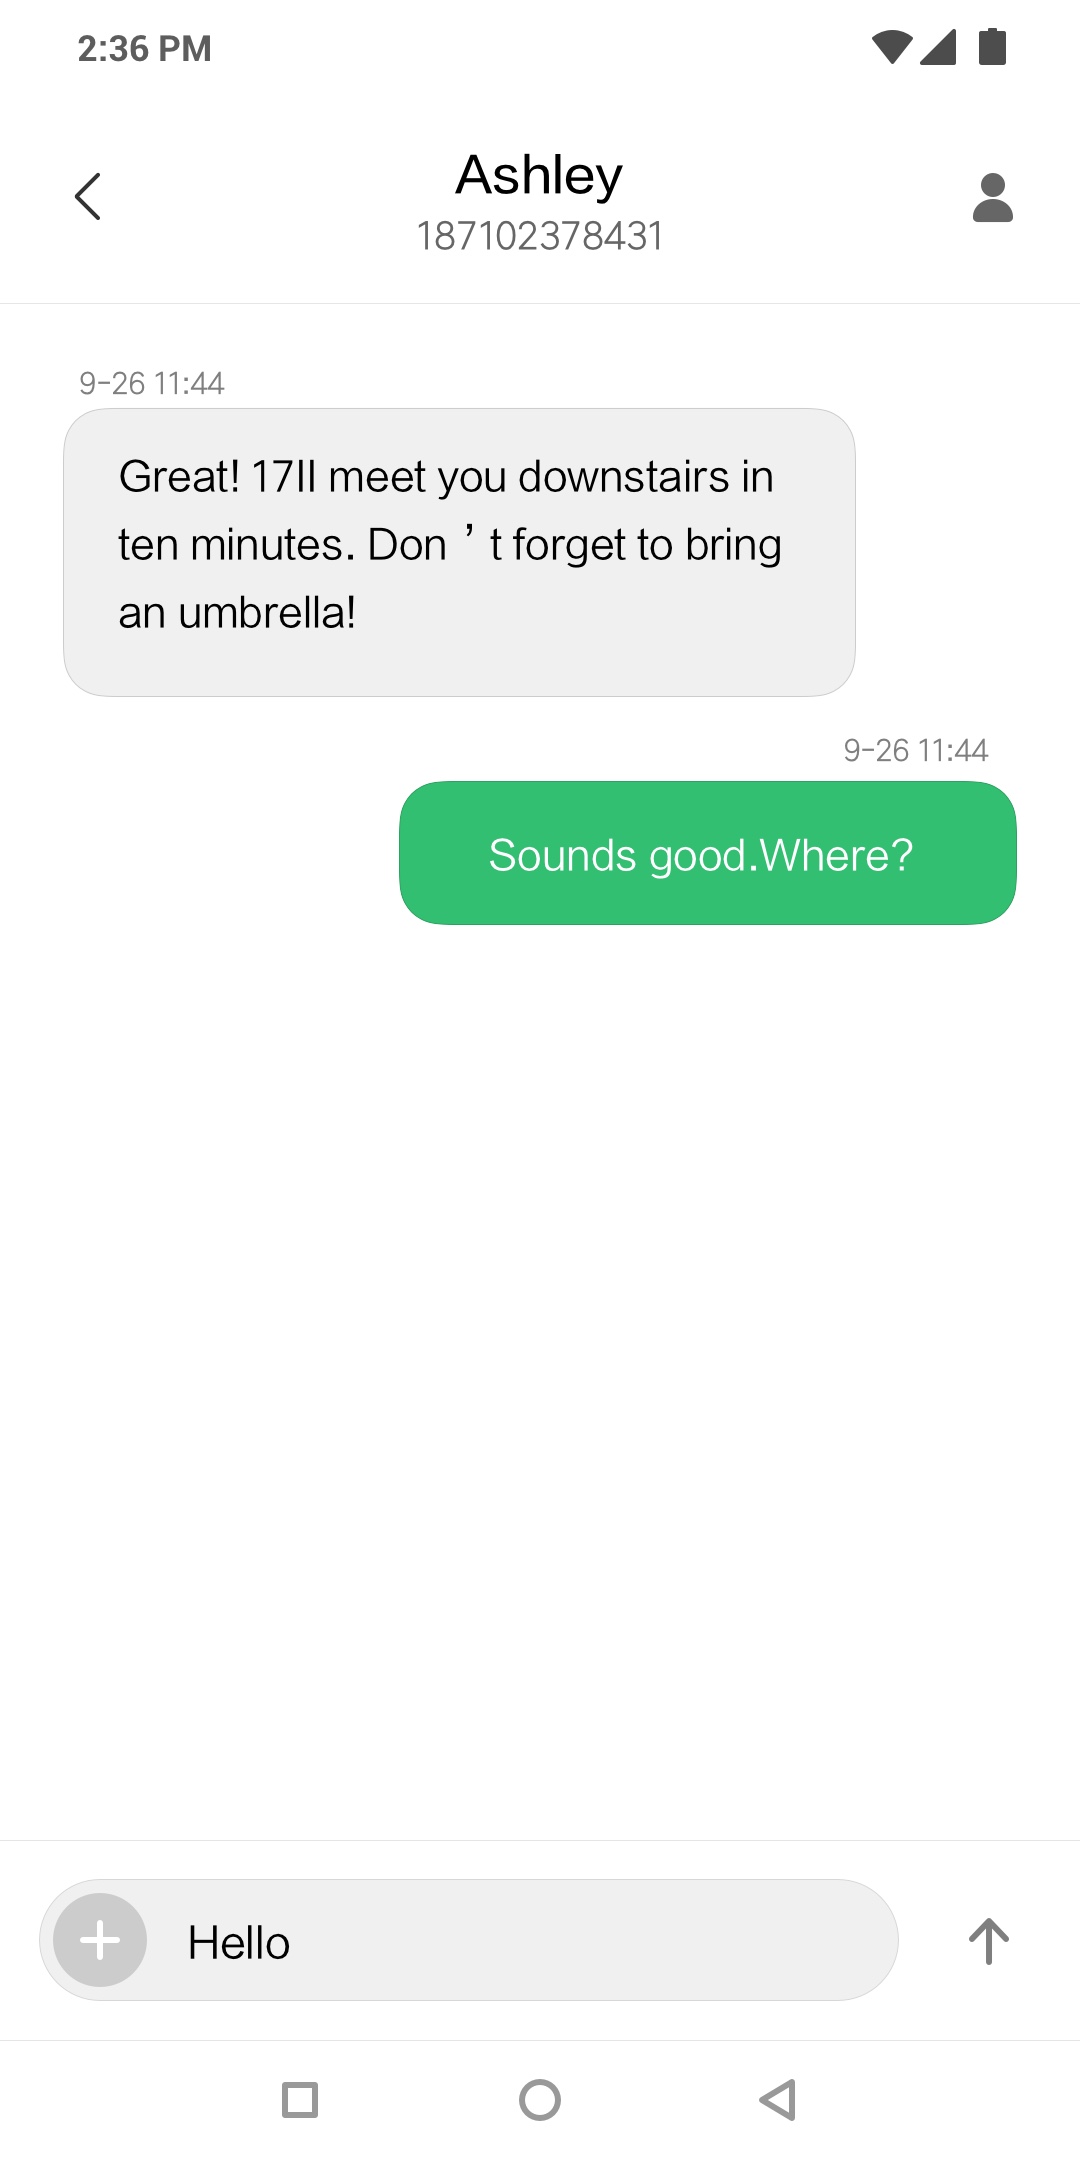 2:36 PM
Ashley
187102378431
9-26 11:44
Great! 17ll meet you downstairs in
ten minutes. Don ’ t forget to bring
an umbrella!
9-26 11:44
Sounds good.Where?
Hello